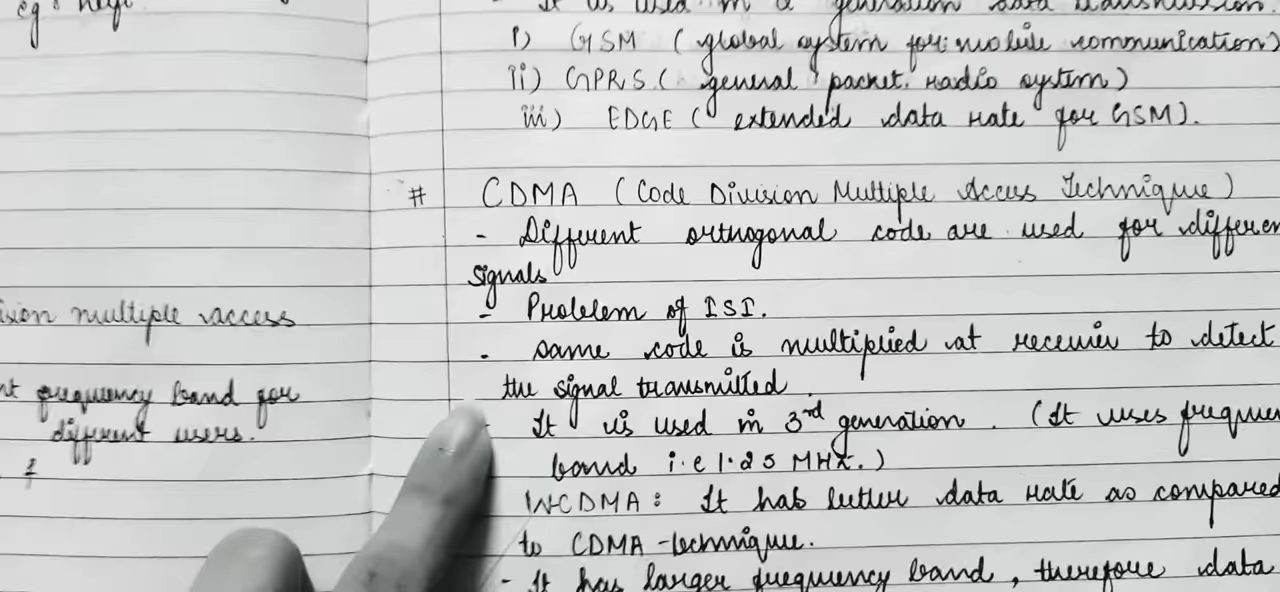 eg :
It is used in 2 generation data transmission.
i) GSM ( global system for mobile communication)
ii) GPRS ( general packet radio system)
iii) EDGE ( extended data rate for GSM).
# CDMA (Code Division Multiple Access Technique)
- Different orthogonal code are used for differen
signals
- Problem of ISI.
- same code is multiplied at receiver to detect
the signal transmitted.
It is used in 3rd generation. (It uses frequen
band i.e 1.25 MHz.)
WCDMA : It has better data rate as compared
to CDMA technique.
- It has larger frequency band, therefore data
ision multiple access
nt frequency band for
different users.